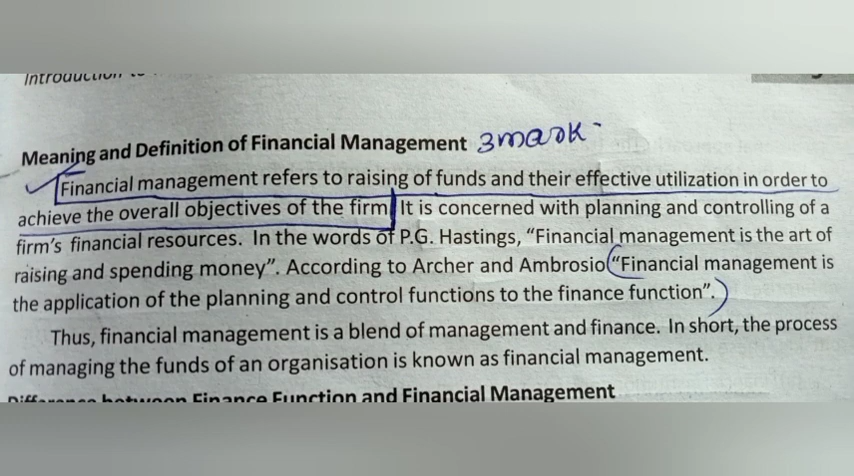 Introduction to
Meaning and Definition of Financial Management 3mark
Financial management refers to raising of funds and their effective utilization in order to
achieve the overall objectives of the firm. It is concerned with planning and controlling of a
firm's financial resources. In the words of P.G. Hastings, “Financial management is the art of
raising and spending money”. According to Archer and Ambrosio “Financial management is
the application of the planning and control functions to the finance function”.
Thus, financial management is a blend of management and finance. In short, the process
of managing the funds of an organisation is known as financial management.
Difference between Finance Function and Financial Management